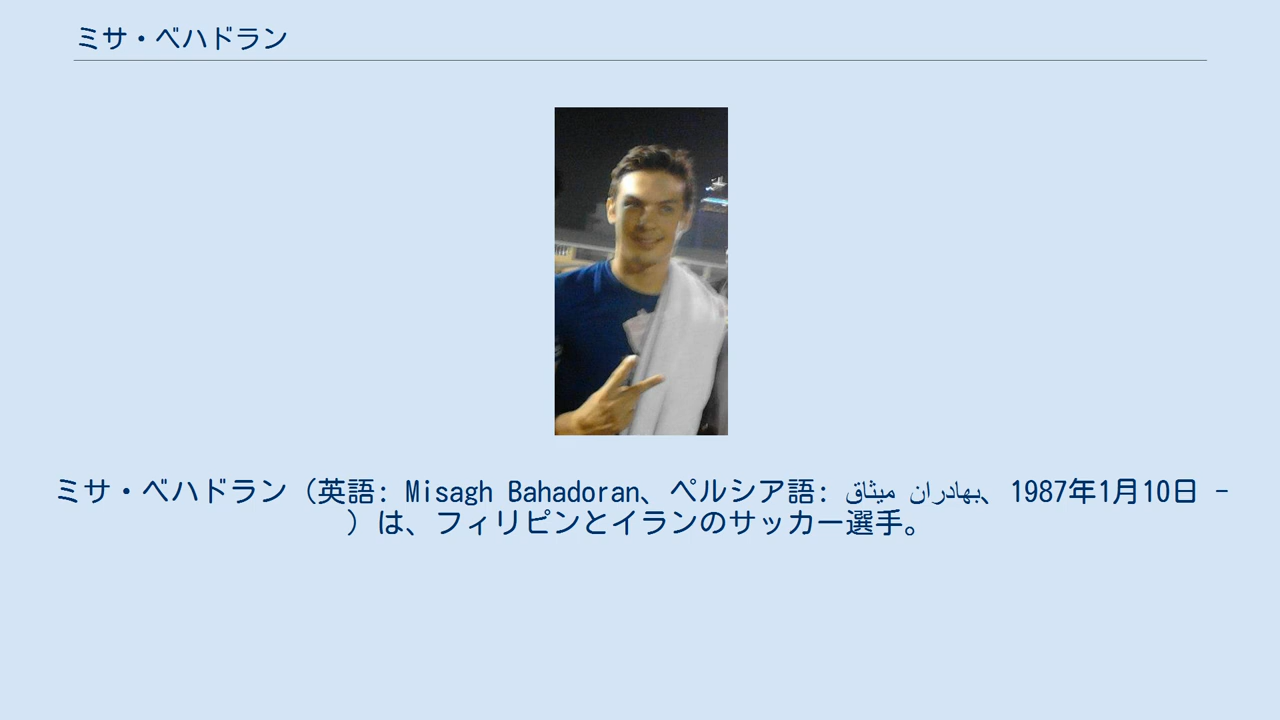 ミサ・ベハドラン
ミサ・ベハドラン（英語: Misagh Bahadoran、ペルシア語: میثاق بهادران、1987年1月10日 -
）は、フィリピンとイランのサッカー選手。